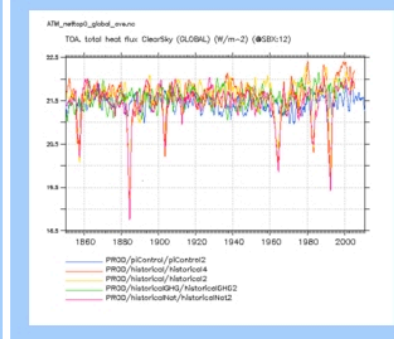 ATM_nettop0_global_ave.nc
TOA. total heat flux ClearSky (GLOBAL) (W/m-2) (@SBX:12)
22.5
21.5
20.5
19.5
18.5
1860 1880 1900 1920 1940 1960 1980 2000
PROD/piControl/piControl2
PROD/historical/historical4
PROD/historical/historical2
PROD/historicalGHG/historicalGHG2
PROD/historicalNat/historicalNat2